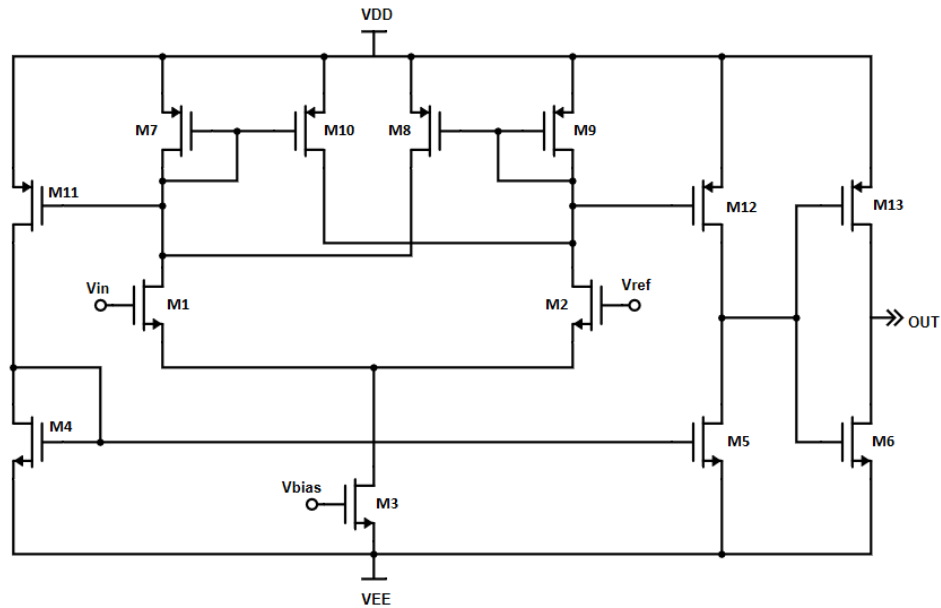 VDD
M7
M10
M8
M9
M11
M12
M13
Vin
M1
M2
Vref
OUT
M4
M5
M6
Vbias
M3
VEE